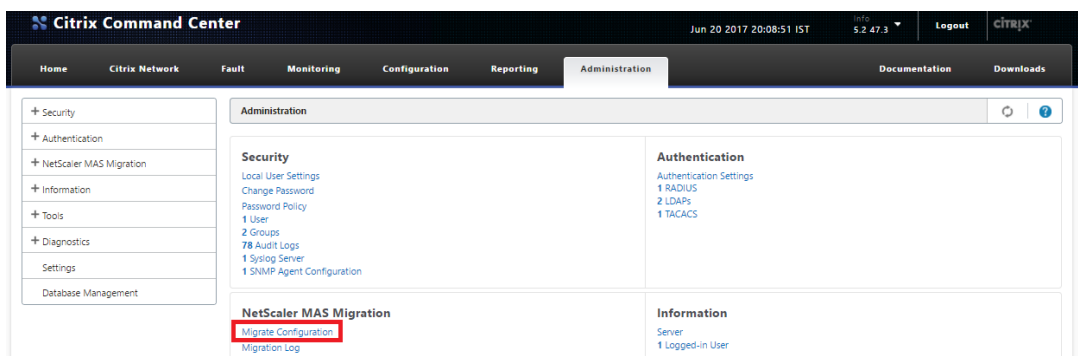 Citrix Command Center
Jun 20 2017 20:08:51 IST
Info
5.2 47.3
Logout
CITRIX
Home Citrix Network Fault Monitoring Configuration Reporting Administration Documentation Downloads
+ Security
+ Authentication
+ NetScaler MAS Migration
+ Information
+ Tools
+ Diagnostics
Settings
Database Management
Administration
?
Security
Local User Settings
Change Password
Password Policy
1 User
2 Groups
78 Audit Logs
1 Syslog Server
1 SNMP Agent Configuration
Authentication
Authentication Settings
1 RADIUS
2 LDAPs
1 TACACS
NetScaler MAS Migration
Migrate Configuration
Migration Log
Information
Server
1 Logged-in User